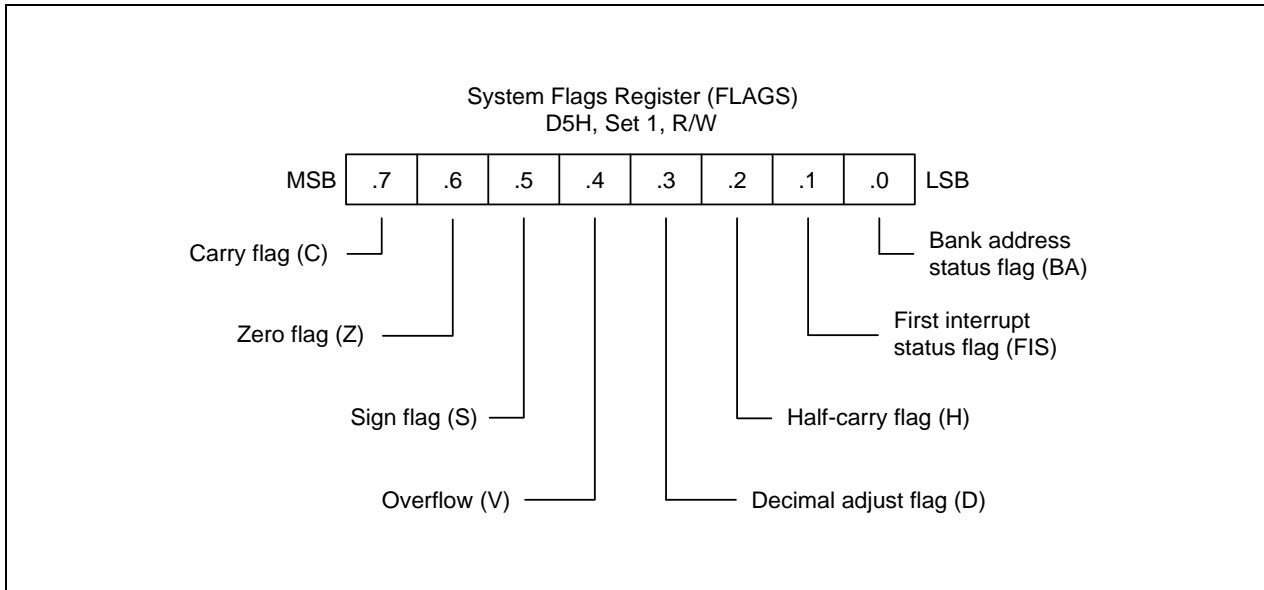 System Flags Register (FLAGS)
D5H, Set 1, R/W
MSB .7 .6 .5 .4 .3 .2 .1 .0 LSB
Carry flag (C)
Bank address
status flag (BA)
Zero flag (Z)
First interrupt
status flag (FIS)
Sign flag (S)
Half-carry flag (H)
Overflow (V)
Decimal adjust flag (D)